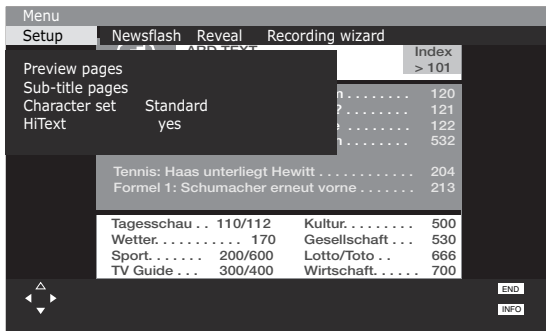 Menu
Setup Newsflash Reveal Recording wizard
ARD-TEXT Index
> 101
Preview pages
Sub-title pages
Character set Standard
HiText yes
120
? 121
122
532
Tennis: Haas unterliegt Hewitt . . . . . . . . . . . . 204
Formel 1: Schumacher erneut vorne . . . . . . . 213
Tagesschau . . 110/112 Kultur. . . . . . . . . 500
Wetter. . . . . . . . . . . 170 Gesellschaft . . . 530
Sport. . . . . . . 200/600 Lotto/Toto . . 666
TV Guide . . . 300/400 Wirtschaft. . . . . . 700
END
INFO